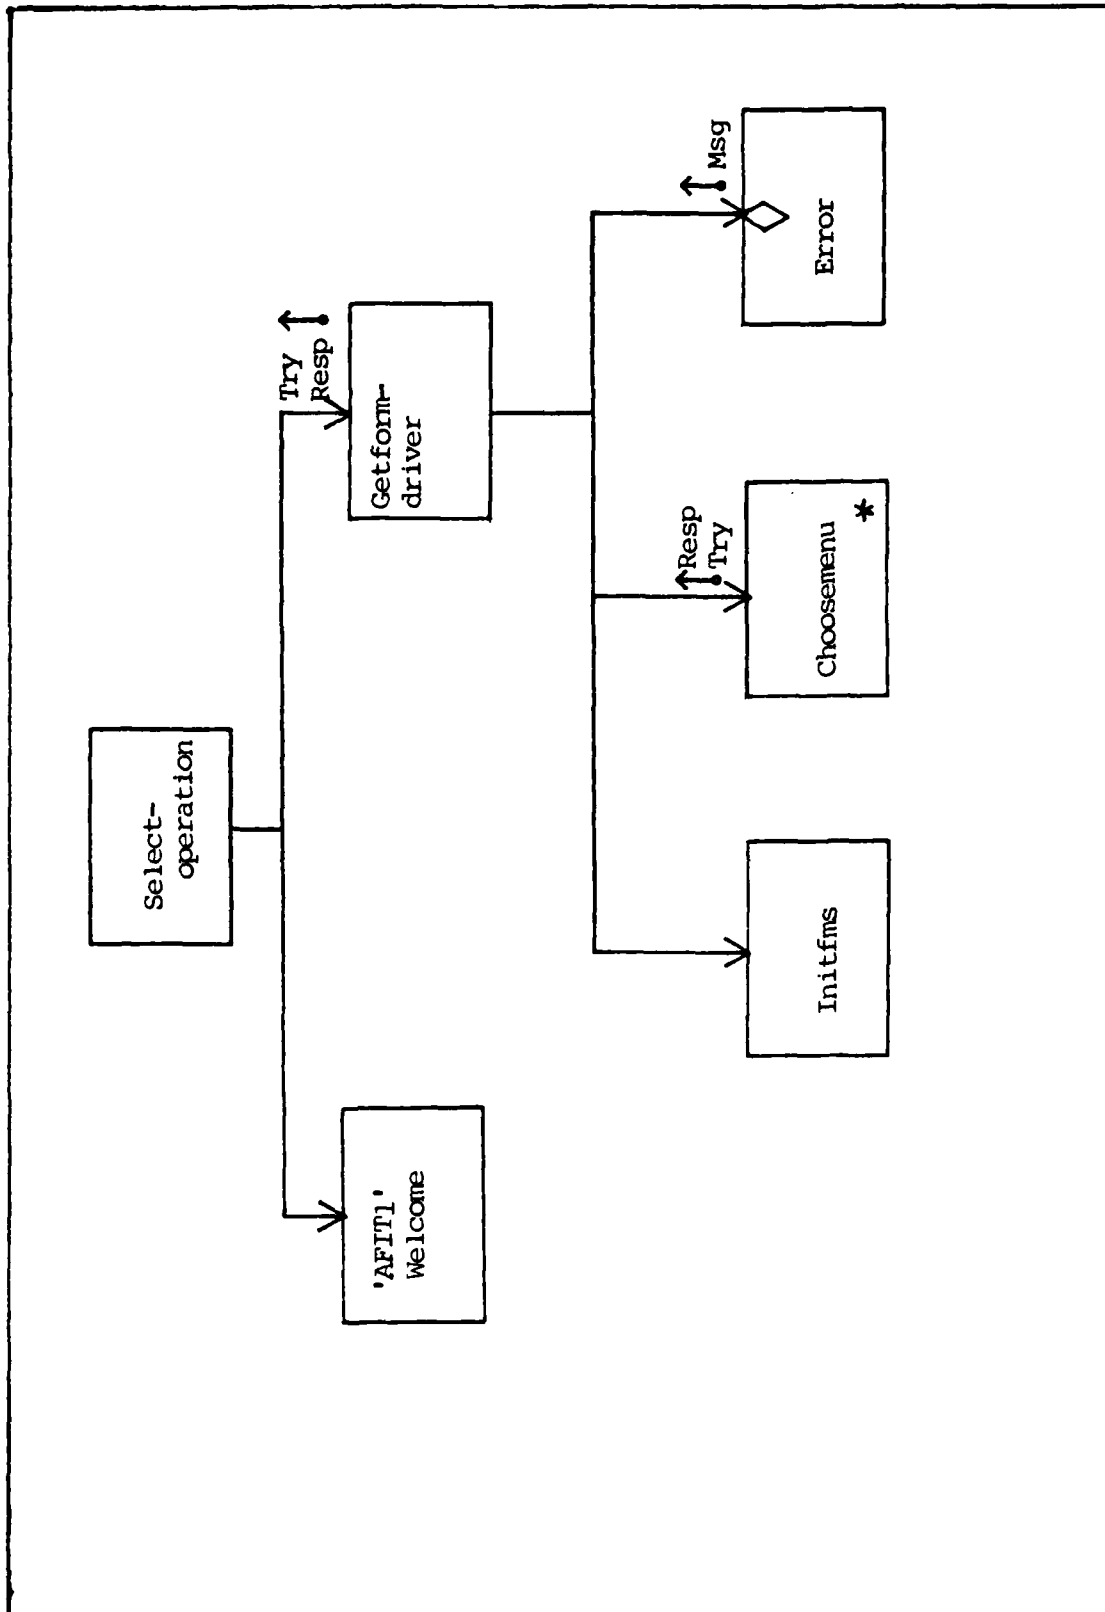 Select-
operation
'AFIT1'
Welcome
Try
Resp
Getform-
driver
Initfms
Resp
Try
Choosemenu
*
Msg
Error